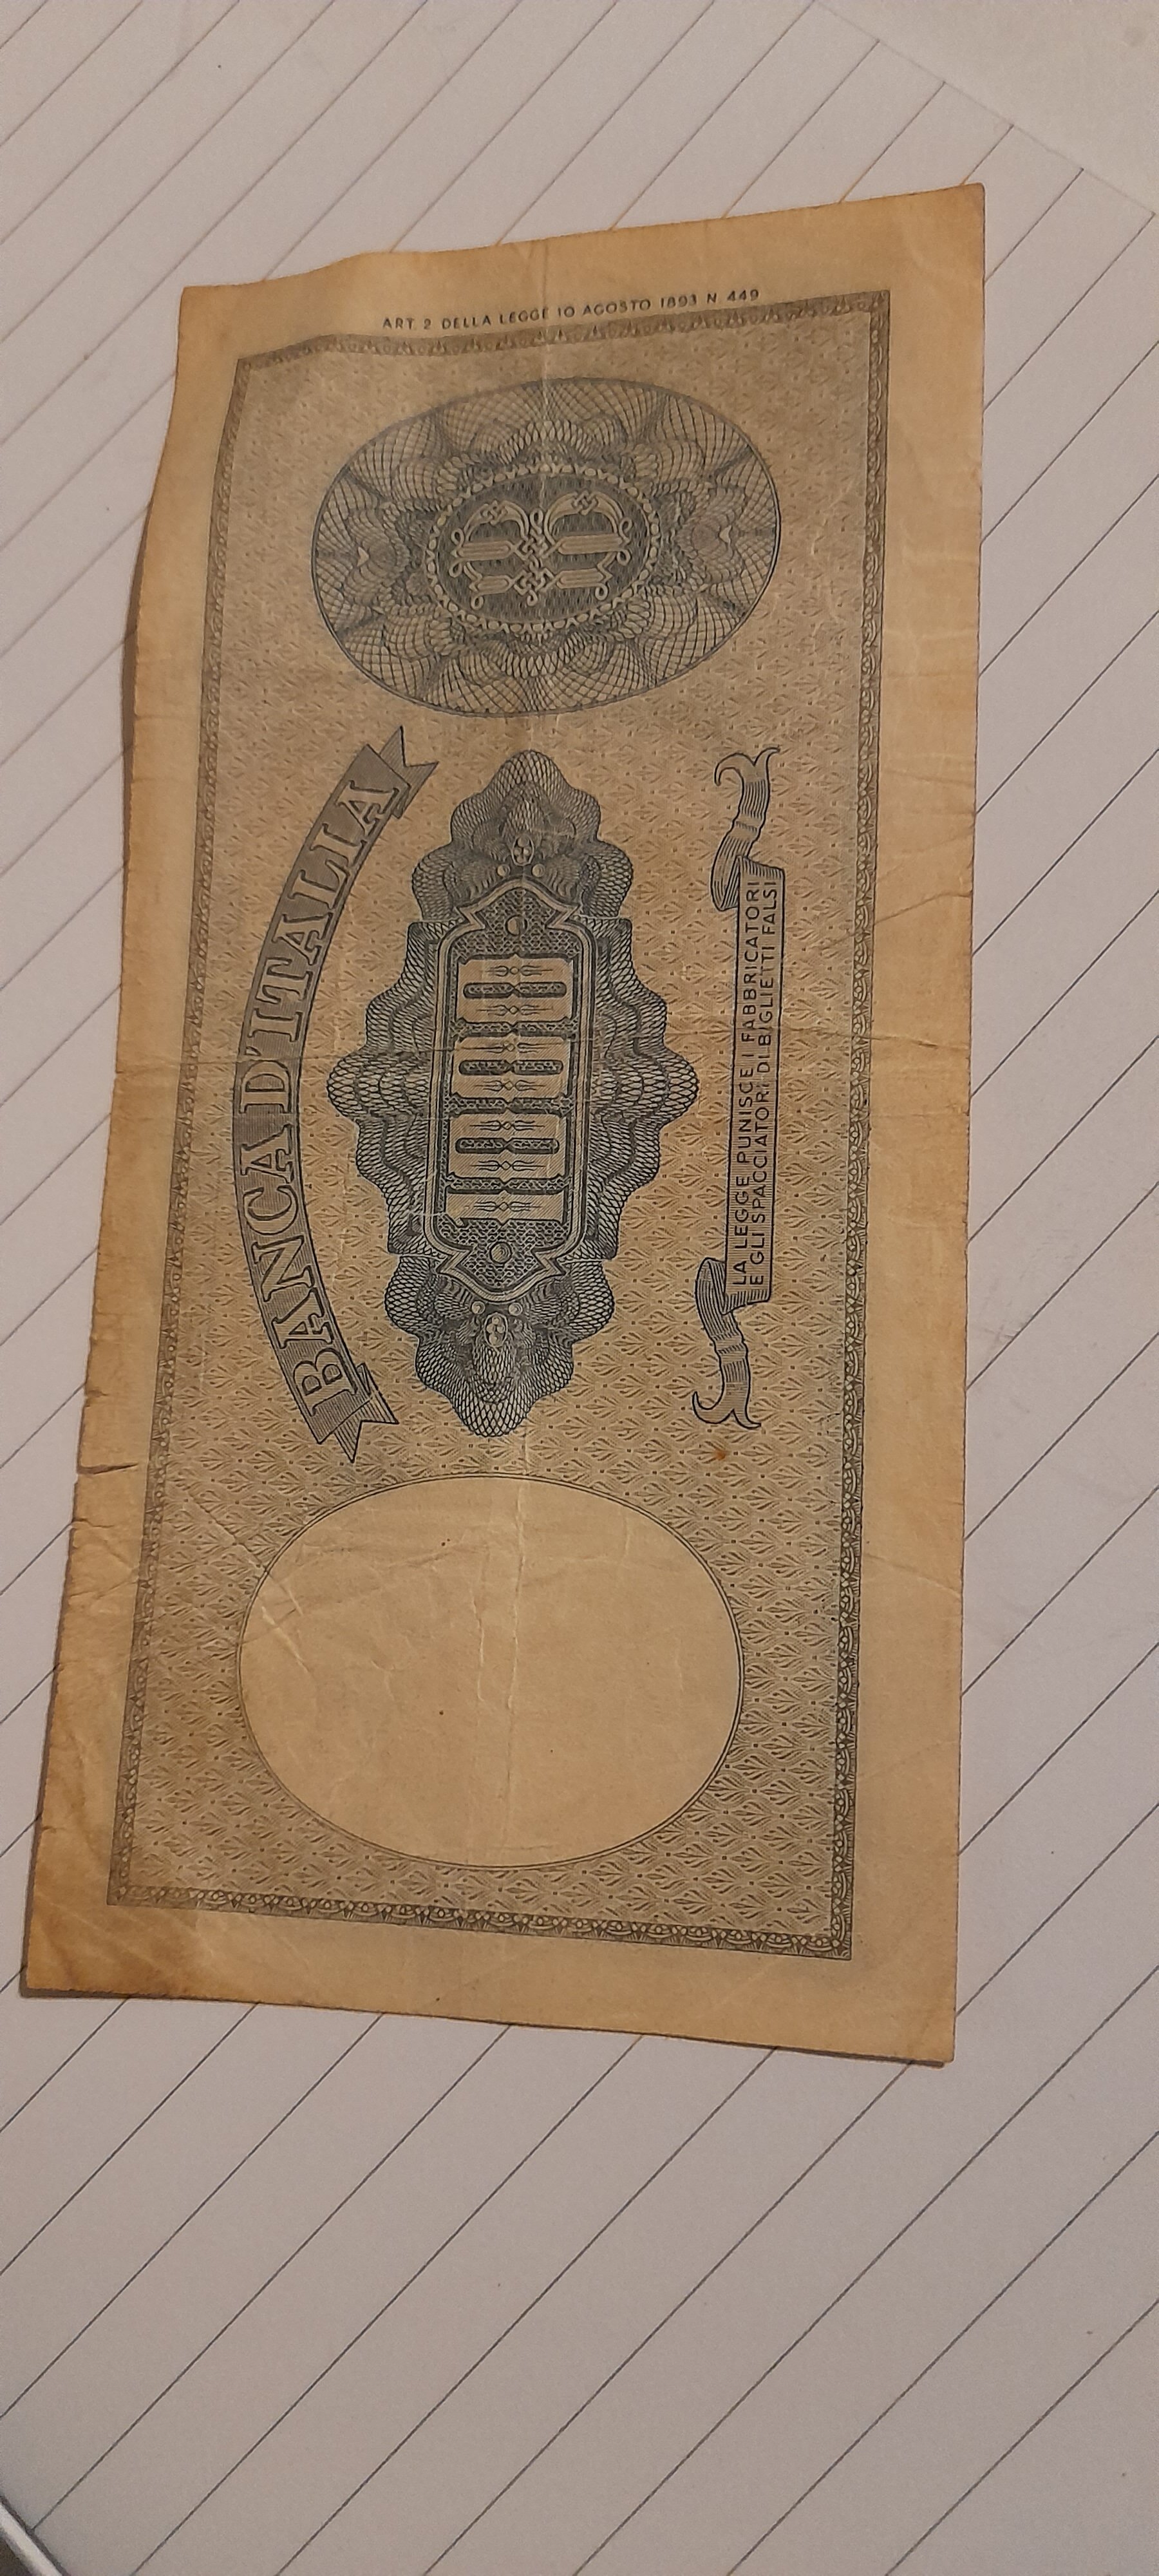 ART. 2 DELLA LEGGE 10 AGOSTO 1893 N 449
BANCA D'ITALIA
LA LEGGE PUNISCE I FABBRICATORI
E GLI SPACCIATORI DI BIGLIETTI FALSI